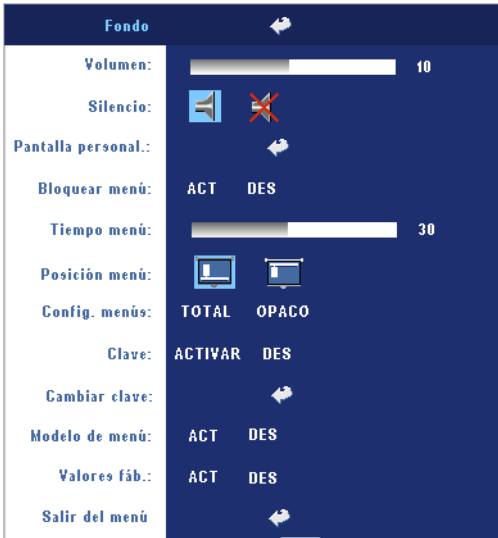 Fondo
Volumen: 10
Silencio:
Pantalla personal.:
Bloquear menú: ACT DES
Tiempo menú: 30
Posición menú:
Config. menús: TOTAL OPACO
Clave: ACTIVAR DES
Cambiar clave:
Modelo de menú: ACT DES
Valores fáb.: ACT DES
Salir del menú